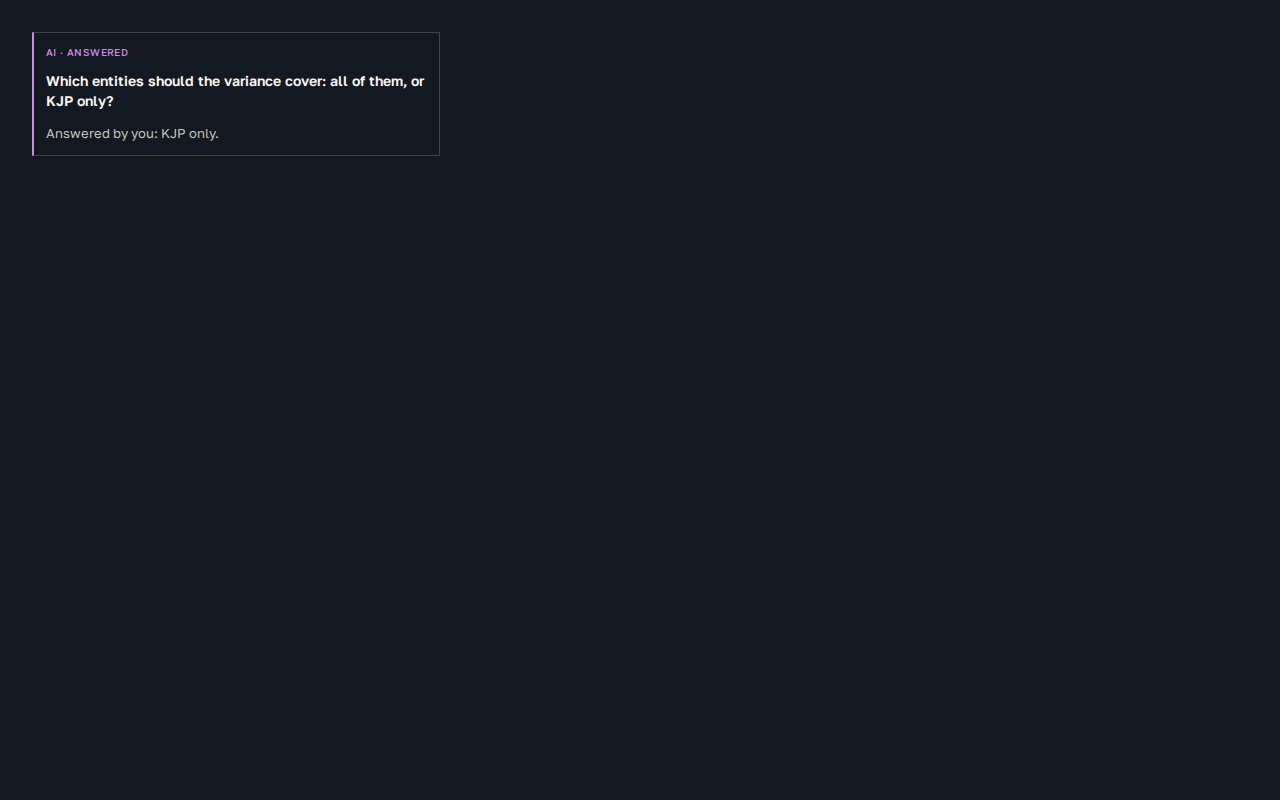 AI · ANSWERED
Which entities should the variance cover: all of them, or
KJP only?
Answered by you: KJP only.